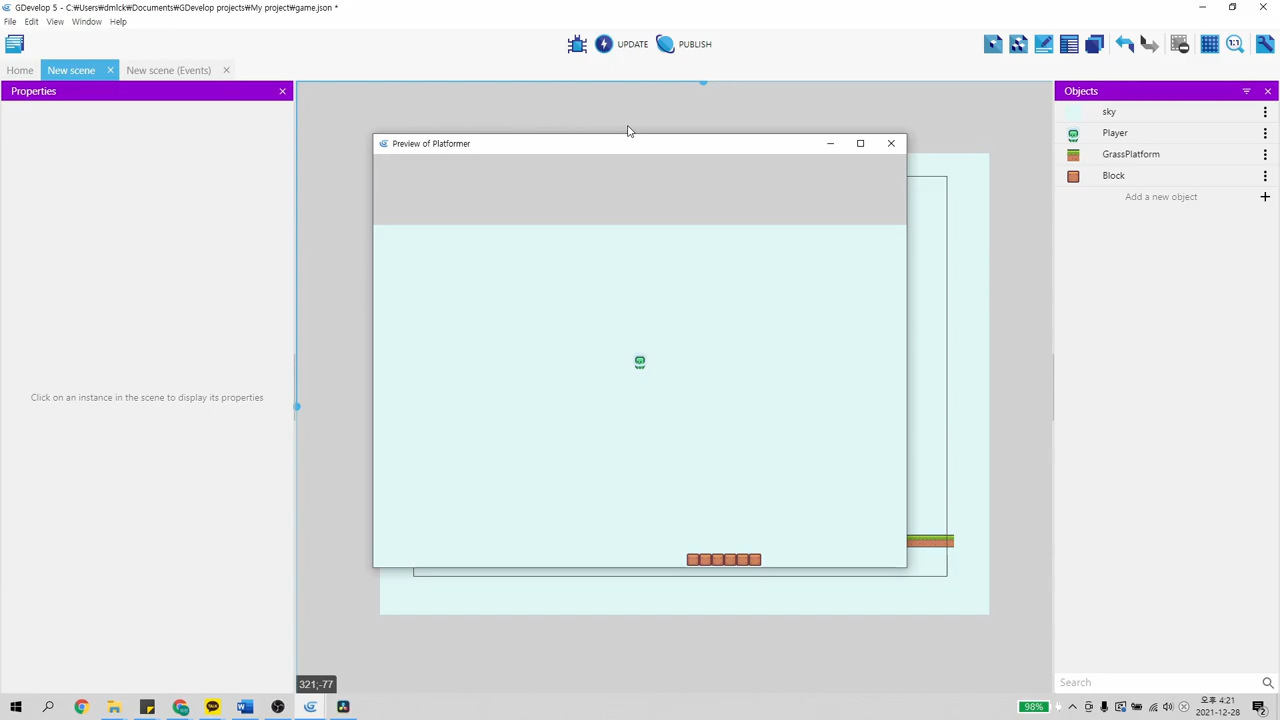 GDevelop 5 - C:₩Users₩dmlck₩Documents₩GDevelop projects₩My project₩game.json *
File Edit View Window Help
UPDATE PUBLISH
Home New scene New scene (Events)
Properties
Objects
sky
Player
GrassPlatform
Block
Add a new object
Preview of Platformer
Click on an instance in the scene to display its properties
321;-77
Search
TALK
98%
오후 4:21
2021-12-28
2